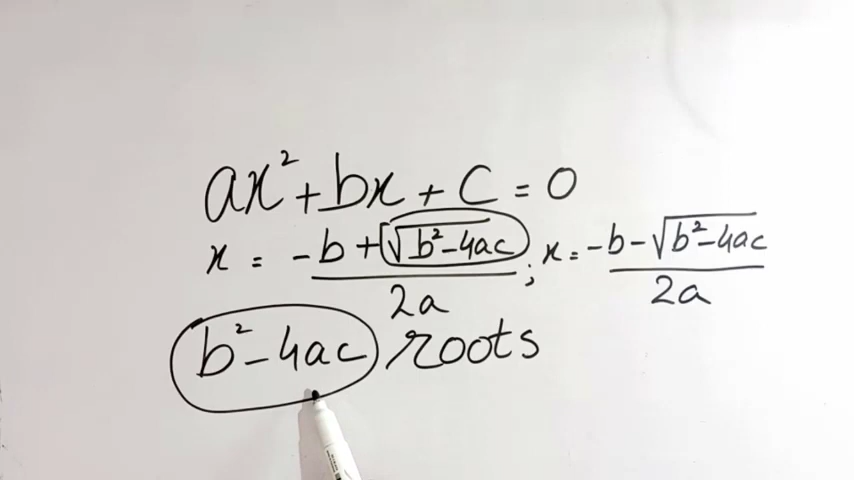 ax² + bx + c = 0
x = -b + √b²-4ac / 2a ; x = -b - √b²-4ac / 2a
b² - 4ac roots